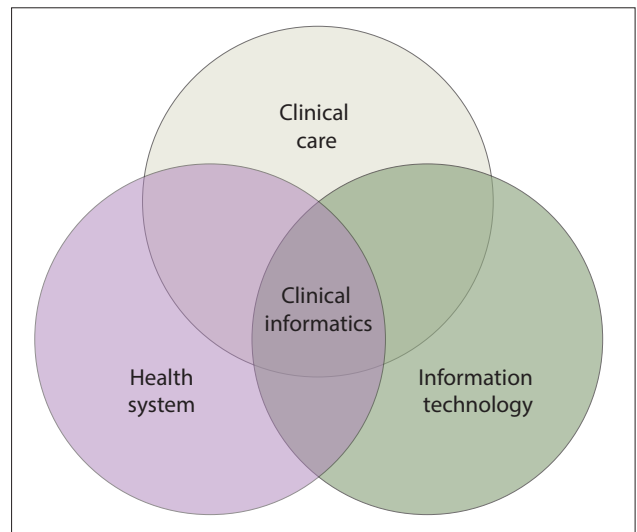 Clinical
care
Clinical
informatics
Health
system
Information
technology